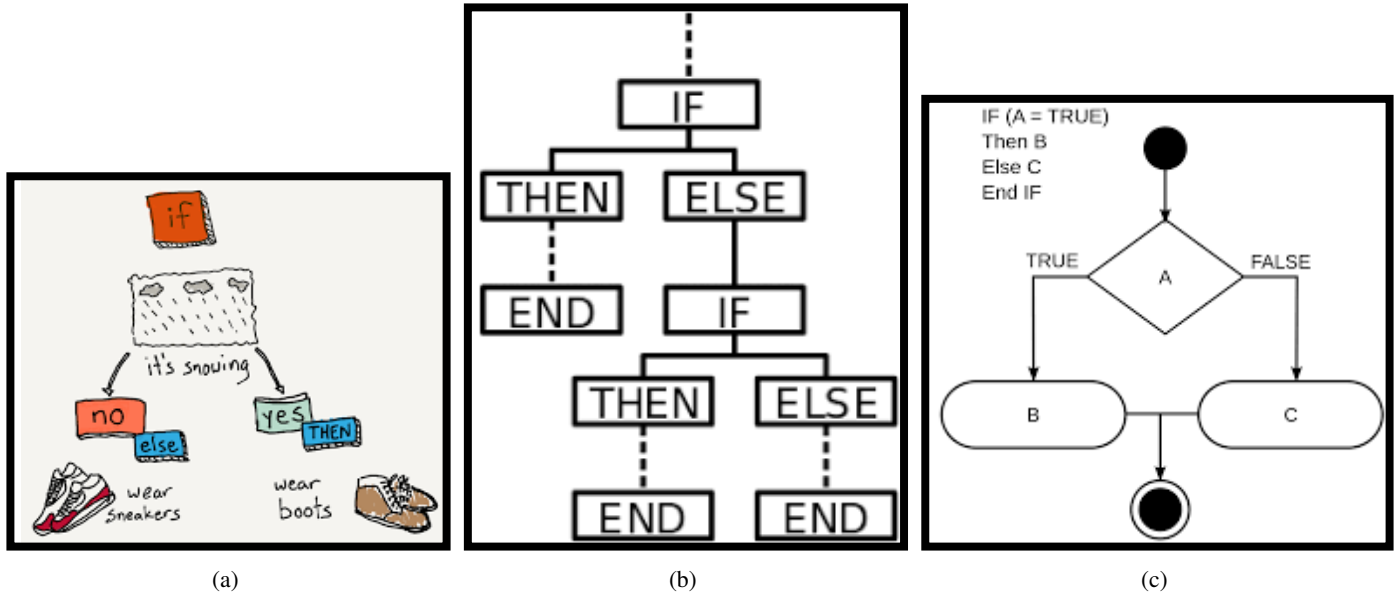 if
it's snowing
no
else
yes
THEN
wear
sneakers
wear
boots
(a)
IF
THEN ELSE
END IF
THEN ELSE
END END
(b)
IF (A = TRUE)
Then B
Else C
End IF
TRUE FALSE
A
B C
(c)